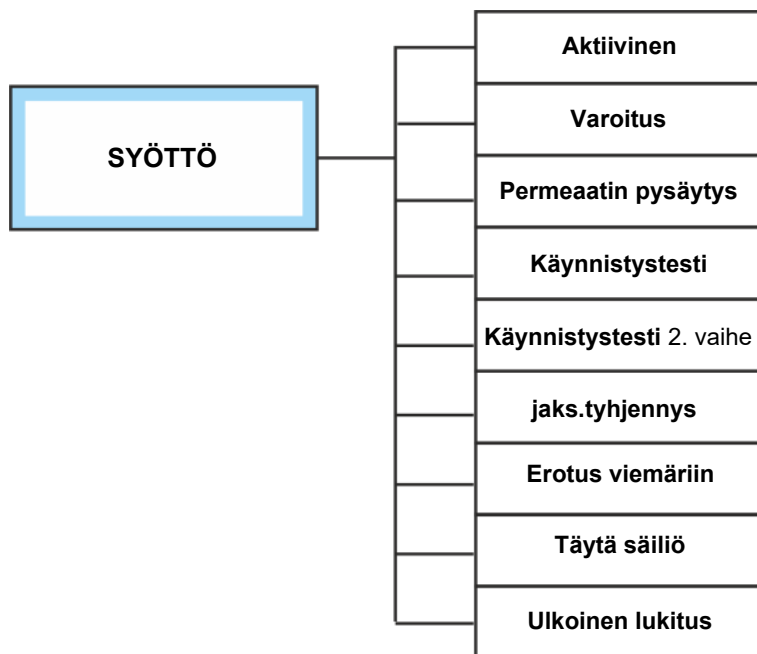 SYÖTTÖ
Aktiivinen
Varoitus
Permeaatin pysäytys
Käynnistystesti
Käynnistystesti 2. vaihe
jaks.tyhjennys
Erotus viemäriin
Täytä säiliö
Ulkoinen lukitus